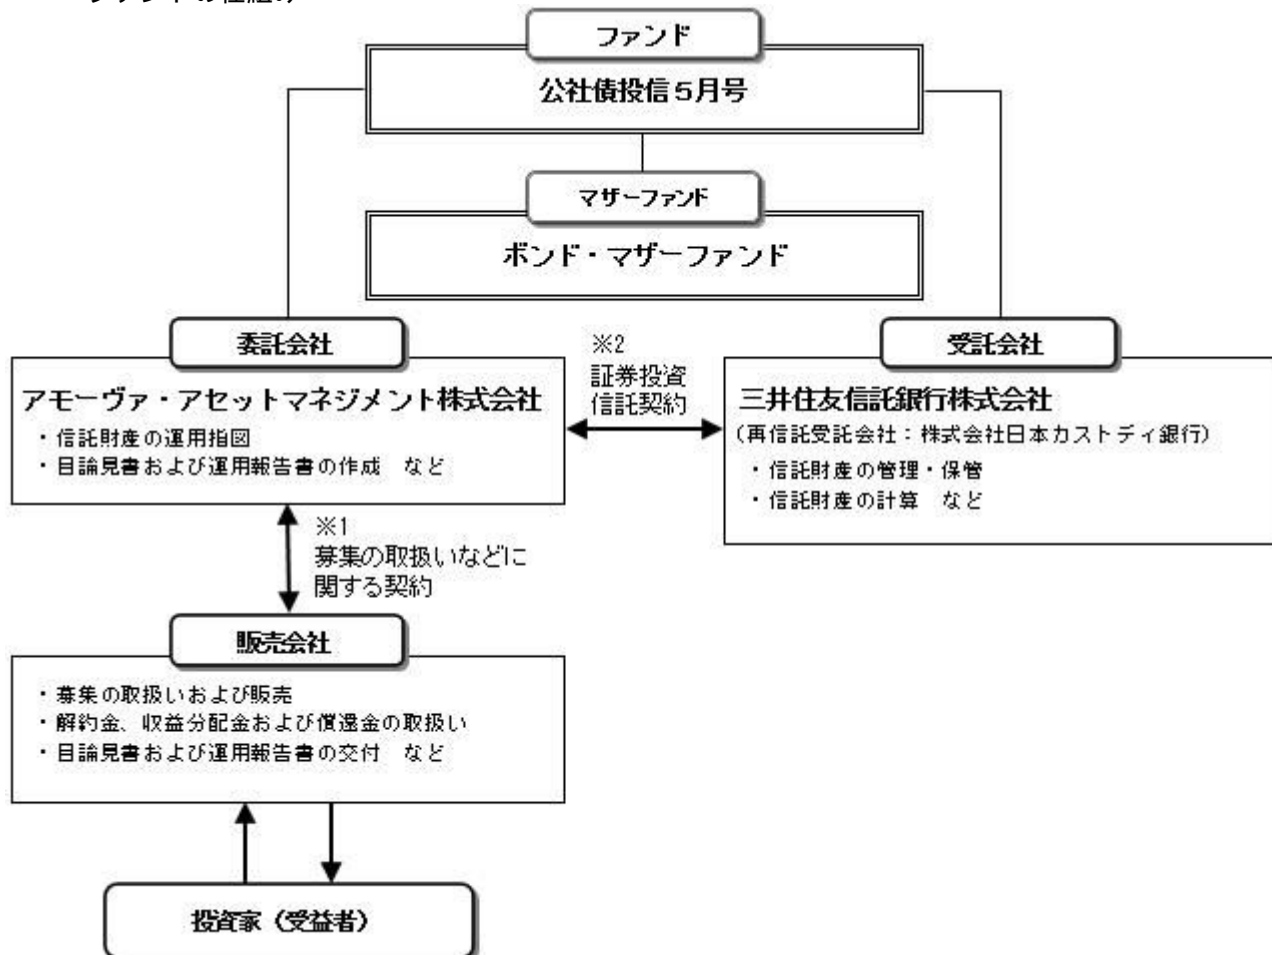 ファンドの仕組み
ファンド
公社債投信5月号
マザーファンド
ボンド・マザーファンド
委託会社
アモーヴァ・アセットマネジメント株式会社
・信託財産の運用指図
・目論見書および運用報告書の作成 など
※2
証券投資
信託契約
受託会社
三井住友信託銀行株式会社
(再信託受託会社:株式会社日本カストディ銀行)
・信託財産の管理・保管
・信託財産の計算 など
※1
募集の取扱いなどに
関する契約
販売会社
・募集の取扱いおよび販売
・解約金、収益分配金および償還金の取扱い
・目論見書および運用報告書の交付 など
投資家(受益者)